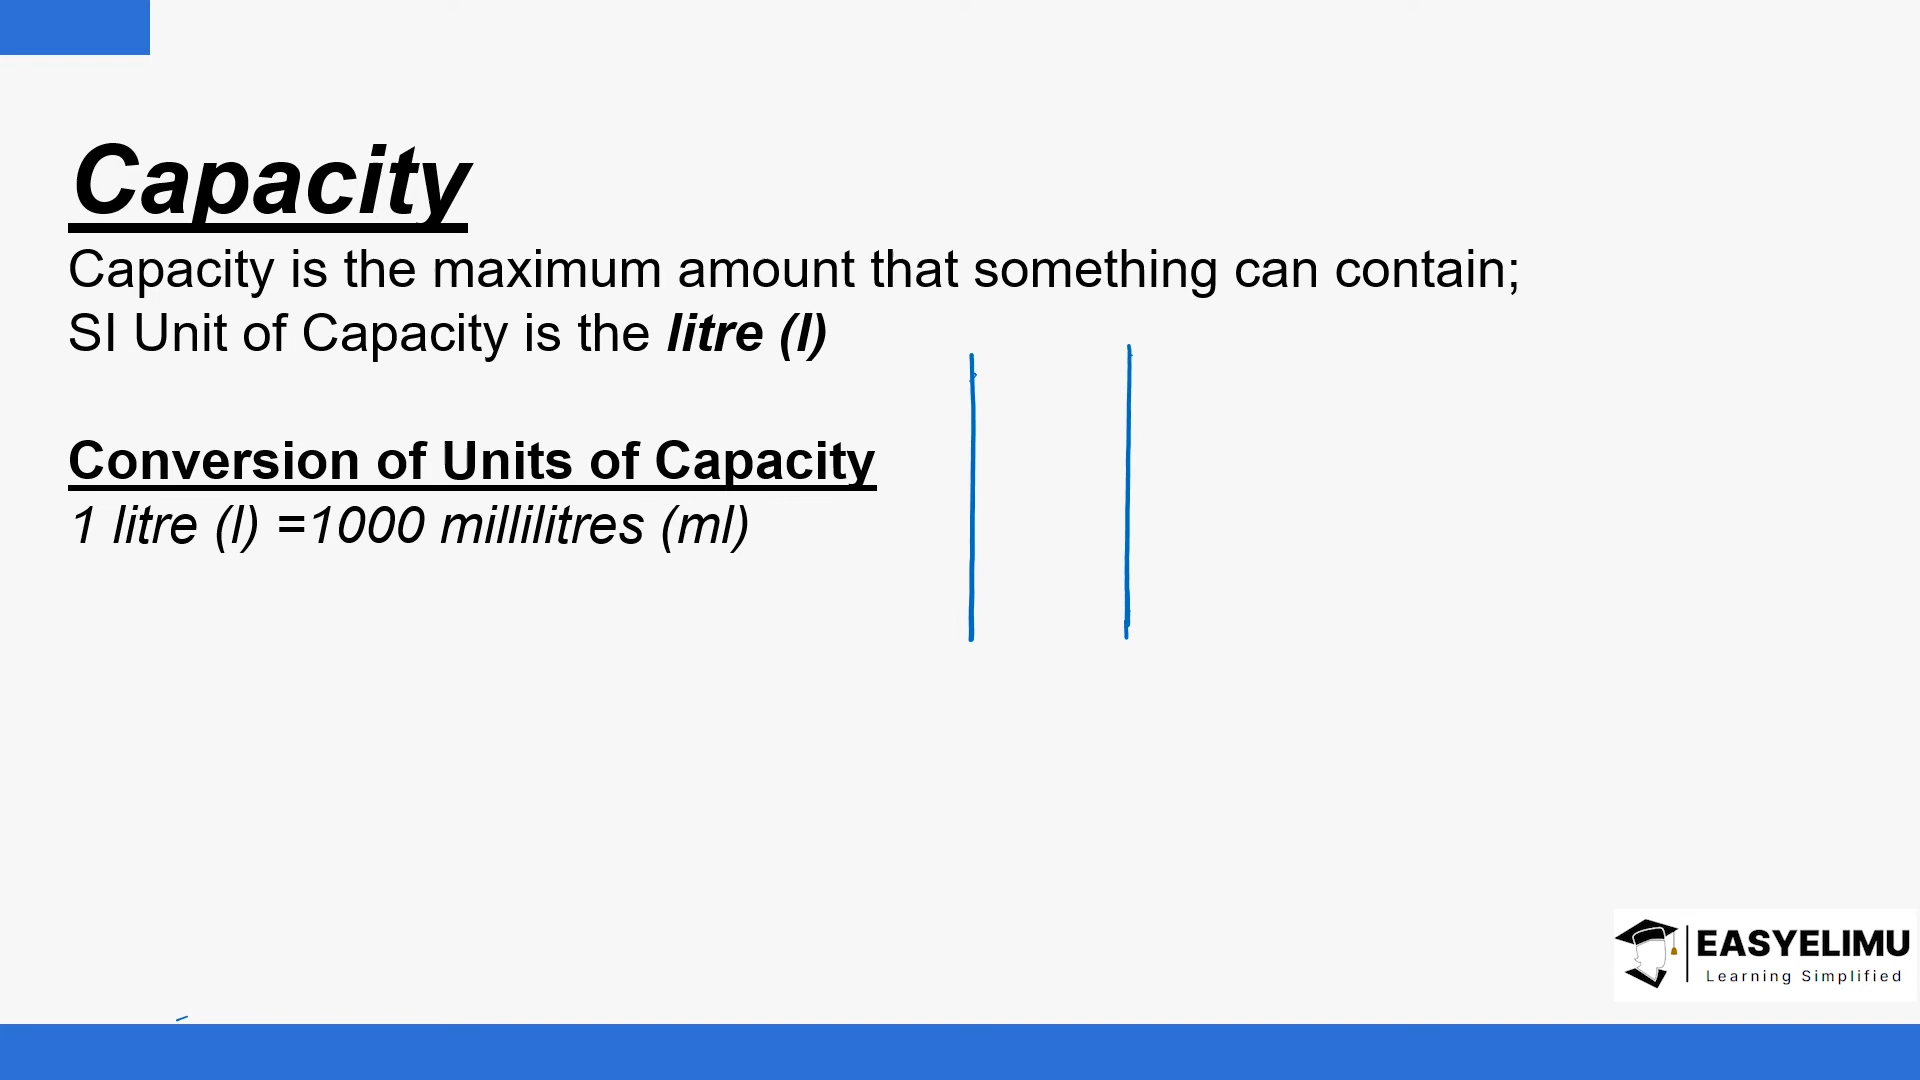 Capacity
Capacity is the maximum amount that something can contain;
SI Unit of Capacity is the litre (l)
Conversion of Units of Capacity
1 litre (l) =1000 millilitres (ml)
EASYELIMU
Learning Simplified